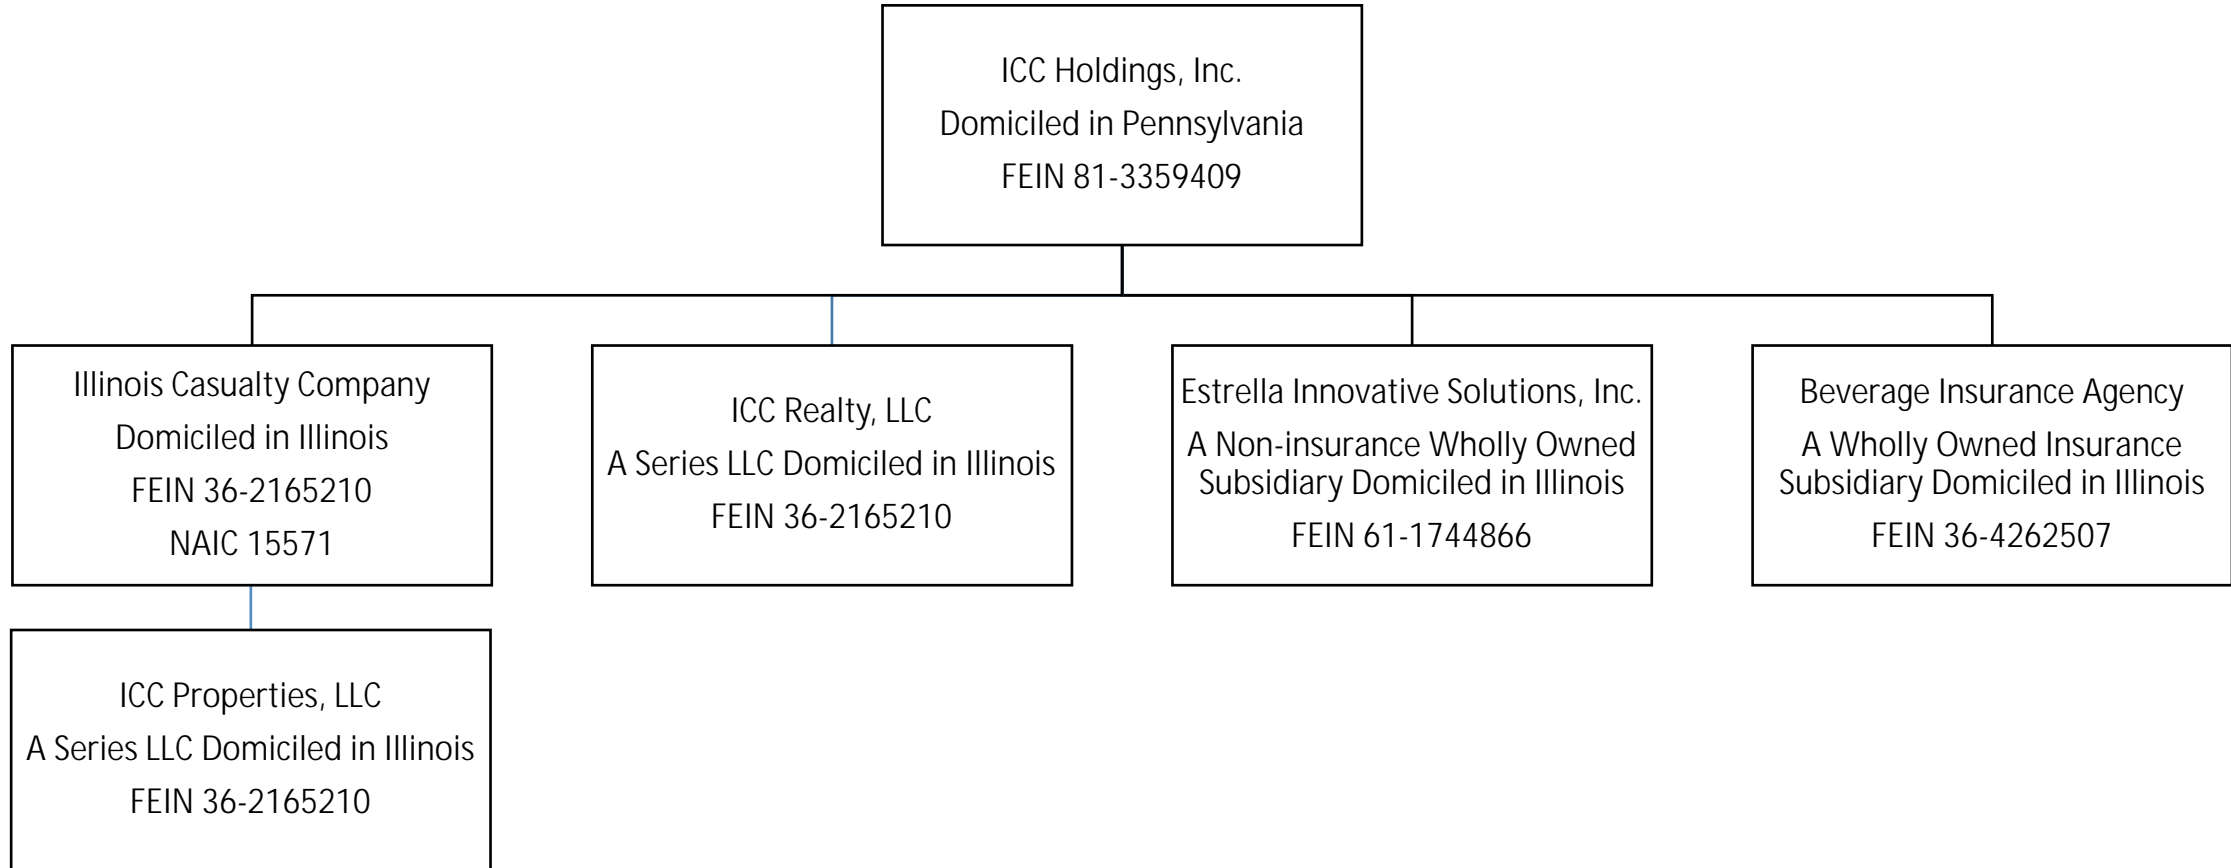 ICC Holdings, Inc.
Domiciled in Pennsylvania
FEIN 81-3359409
Illinois Casualty Company
Domiciled in Illinois
FEIN 36-2165210
NAIC 15571
ICC Realty, LLC
A Series LLC Domiciled in Illinois
FEIN 36-2165210
Estrella Innovative Solutions, Inc.
A Non-insurance Wholly Owned
Subsidiary Domiciled in Illinois
FEIN 61-1744866
Beverage Insurance Agency
A Wholly Owned Insurance
Subsidiary Domiciled in Illinois
FEIN 36-4262507
ICC Properties, LLC
A Series LLC Domiciled in Illinois
FEIN 36-2165210